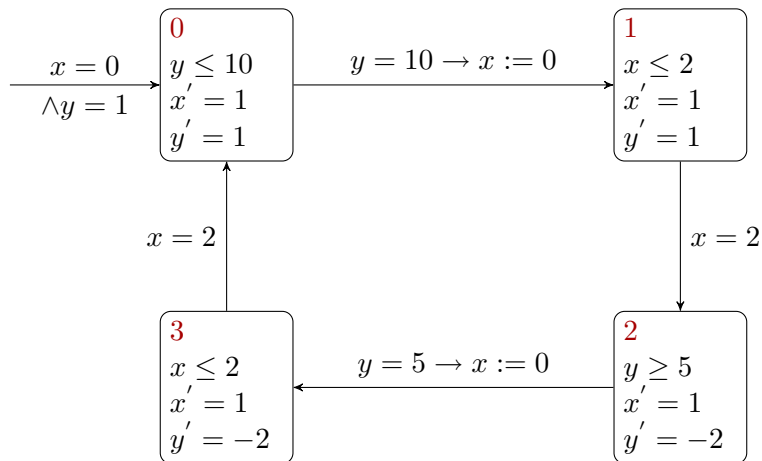 x = 0
∧y = 1
0
y ≤ 10
x′ = 1
y′ = 1
y = 10 → x := 0
1
x ≤ 2
x′ = 1
y′ = 1
x = 2
x = 2
3
x ≤ 2
x′ = 1
y′ = −2
y = 5 → x := 0
2
y ≥ 5
x′ = 1
y′ = −2